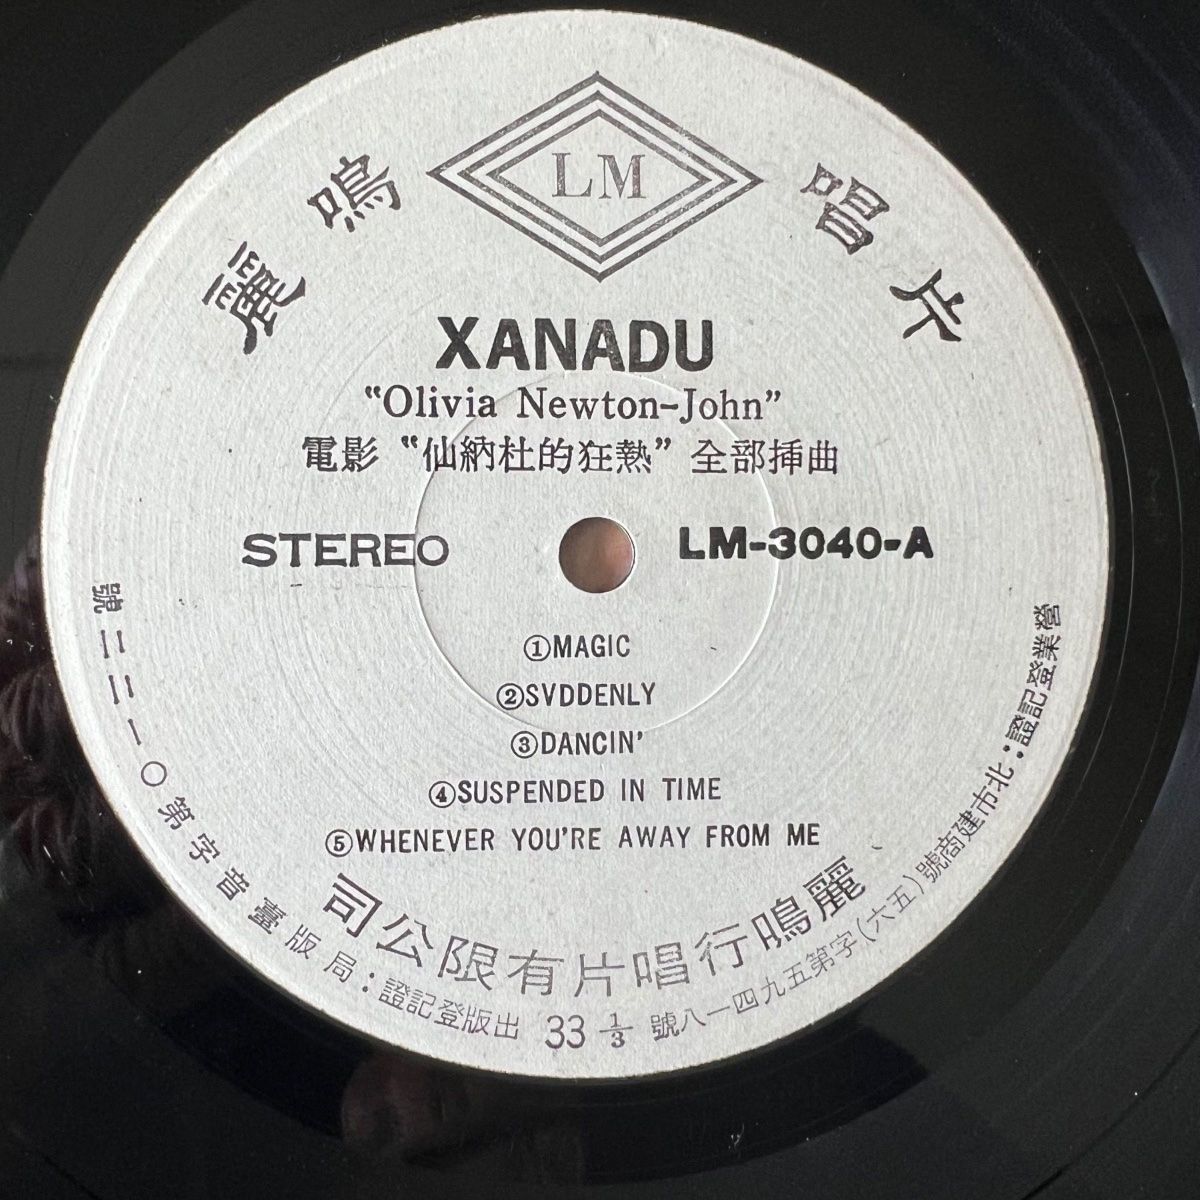 LM
麗鳴唱片
XANADU
“Olivia Newton-John”
電影“仙納杜的狂熱”全部挿曲
STEREO
LM-3040-A
①MAGIC
②SVDDENLY
③DANCIN'
④SUSPENDED IN TIME
⑤WHENEVER YOU'RE AWAY FROM ME
麗鳴行唱片有限公司
營業登記證:北市建商號(五六)字第五九四一八號
33 1/3
出版登記證:局版臺音字第〇一二二號